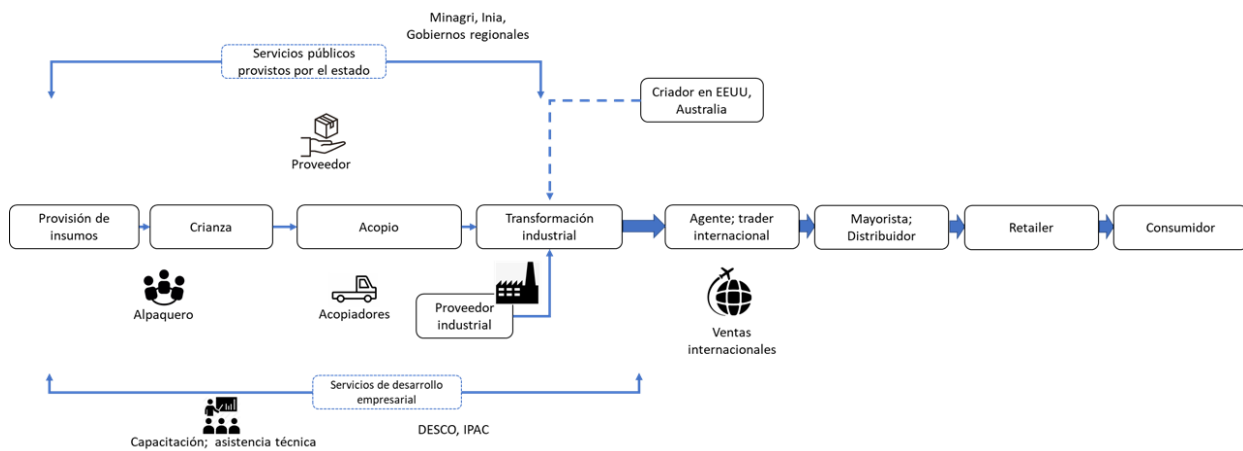 Minagri, Inia,
Gobiernos regionales
Servicios públicos
provistos por el estado
Criador en EEUU,
Australia
Proveedor
Provisión de
insumos
Crianza
Acopio
Transformación
industrial
Agente; trader
internacional
Mayorista;
Distribuidor
Retailer
Consumidor
Alpaquero
Acopiadores
Proveedor
industrial
Ventas
internacionales
Servicios de desarrollo
empresarial
DESCO, IPAC
Capacitación; asistencia técnica